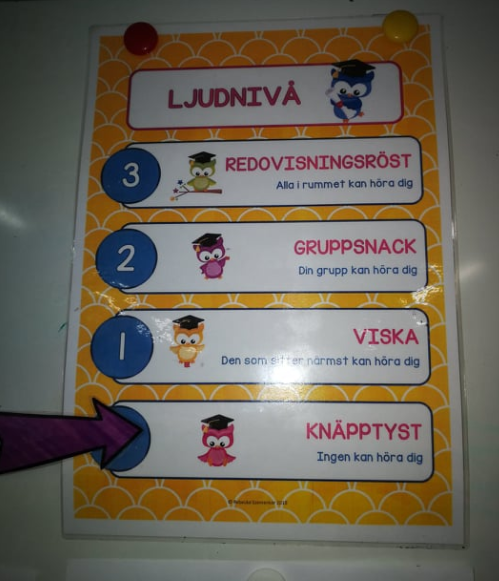 LJUDNIVÅ
3
REDOVISNINGSRÖST
Alla i rummet kan höra dig
2
GRUPPSNACK
Din grupp kan höra dig
1
VISKA
Den som sitter närmst kan höra dig
KNÄPPTYST
Ingen kan höra dig